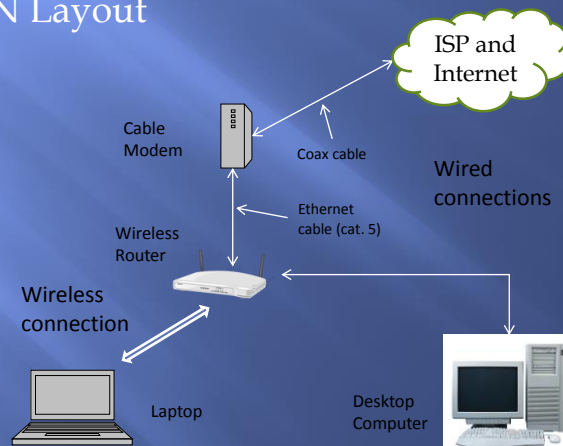 N Layout
ISP and
Internet
Cable
Modem
Coax cable
Wired
connections
Ethernet
cable (cat. 5)
Wireless
Router
Wireless
connection
Laptop
Desktop
Computer